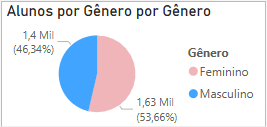 Alunos por Gênero por Gênero
1,4 Mil
(46,34%)
Gênero
Feminino
Masculino
1,63 Mil
(53,66%)